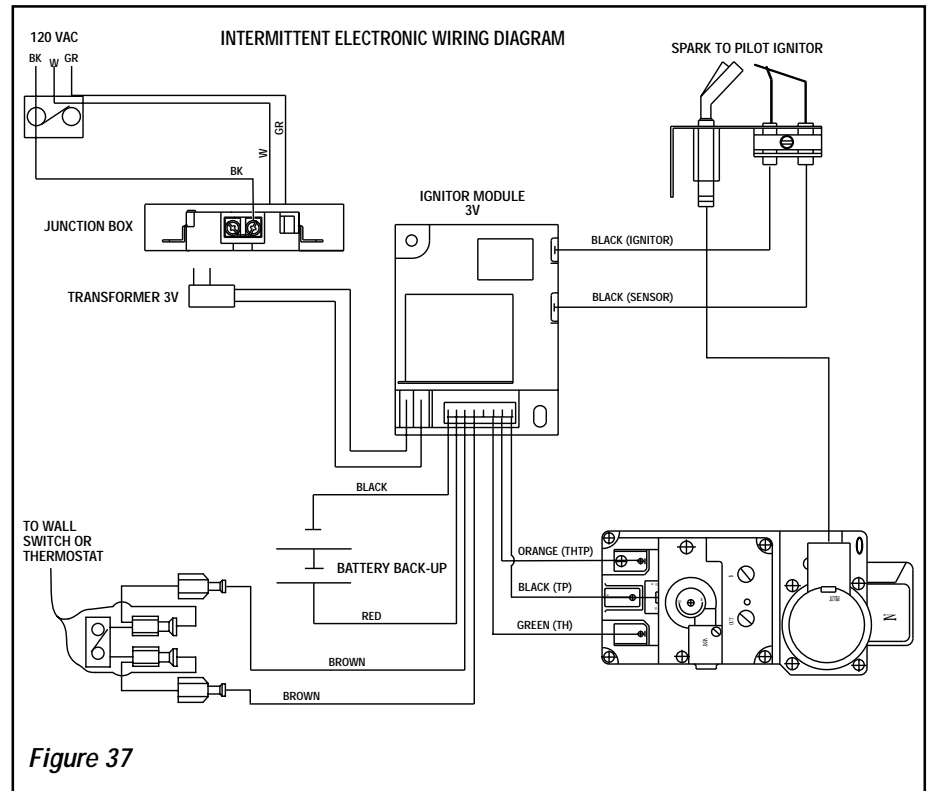 INTERMITTENT ELECTRONIC WIRING DIAGRAM
120 VAC
BK W GR
SPARK TO PILOT IGNITOR
GR
W
BK
JUNCTION BOX
IGNITOR MODULE
3V
BLACK (IGNITOR)
TRANSFORMER 3V
BLACK (SENSOR)
BLACK
TO WALL
SWITCH OR
THERMOSTAT
BATTERY BACK-UP
ORANGE (THTP)
BLACK (TP)
RED
GREEN (TH)
BROWN
BROWN
PILOT
N
Figure 37